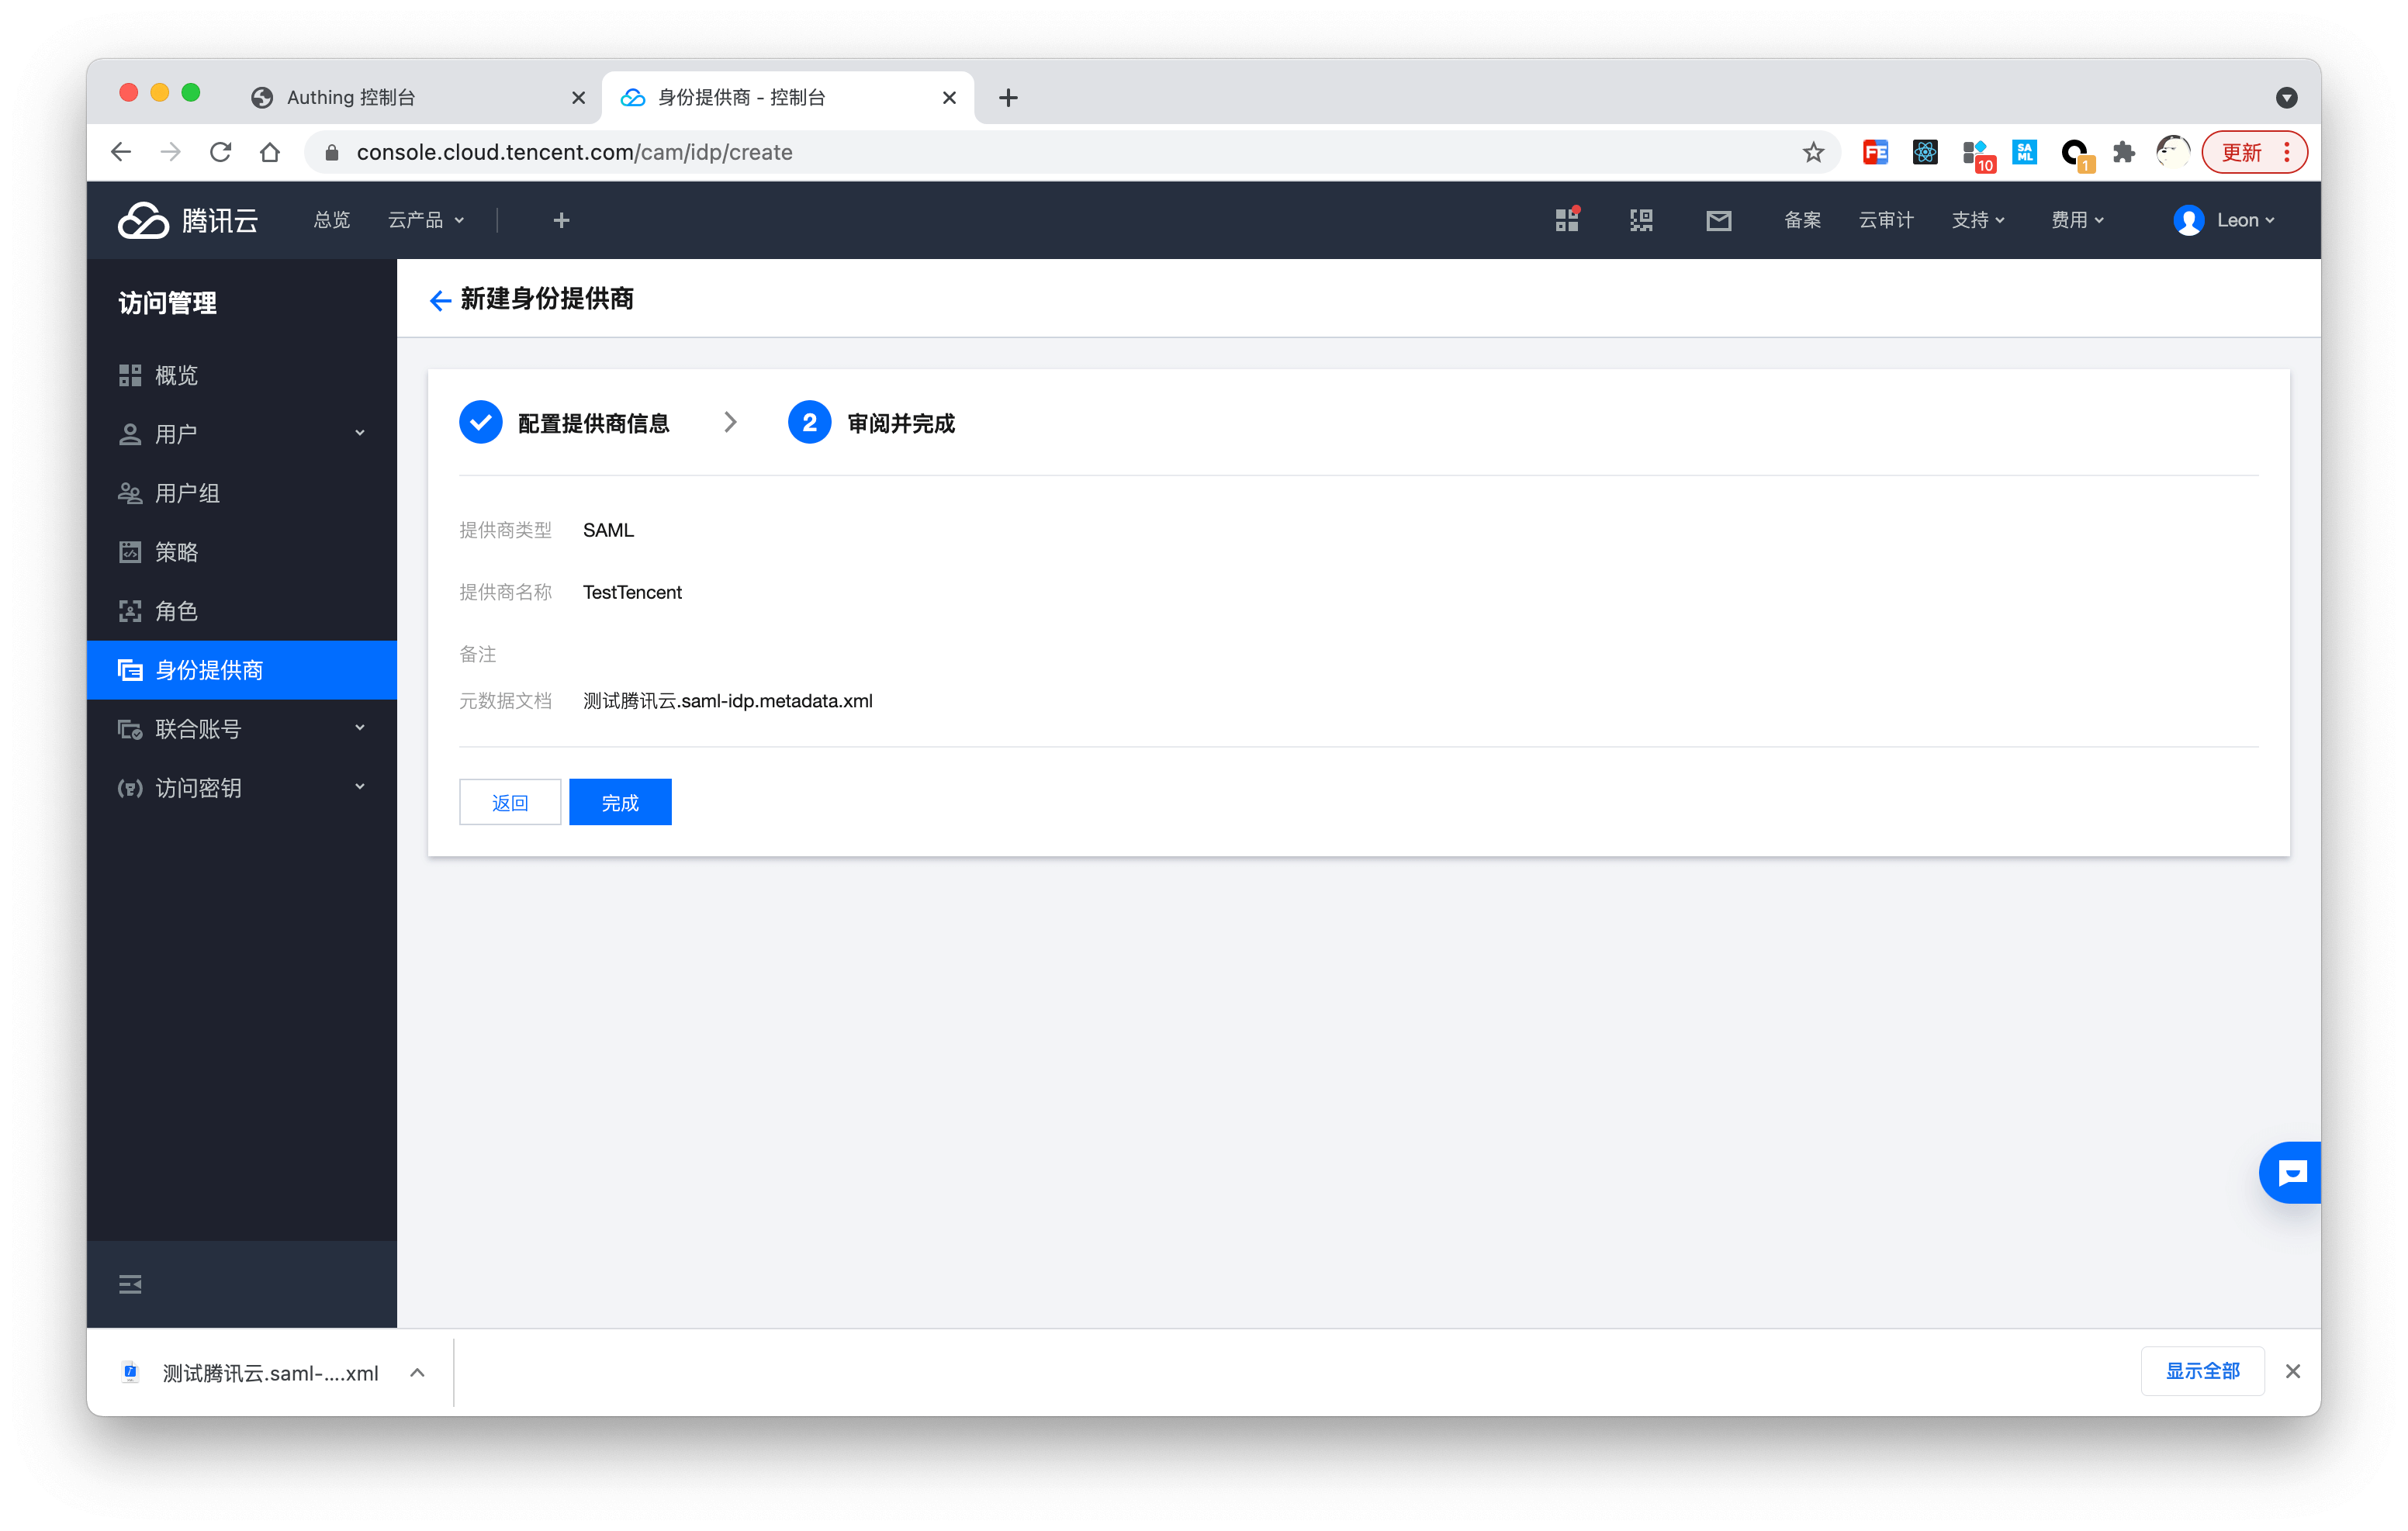 Authing 控制台
身份提供商 - 控制台
console.cloud.tencent.com/cam/idp/create
FE
10
SA
ML
1
更新
腾讯云
总览
云产品
备案
云审计
支持
费用
Leon
访问管理
概览
用户
用户组
策略
角色
身份提供商
联合账号
访问密钥
新建身份提供商
配置提供商信息
2 审阅并完成
提供商类型 SAML
提供商名称 TestTencent
备注
元数据文档 测试腾讯云.saml-idp.metadata.xml
返回
完成
测试腾讯云.saml-....xml
显示全部